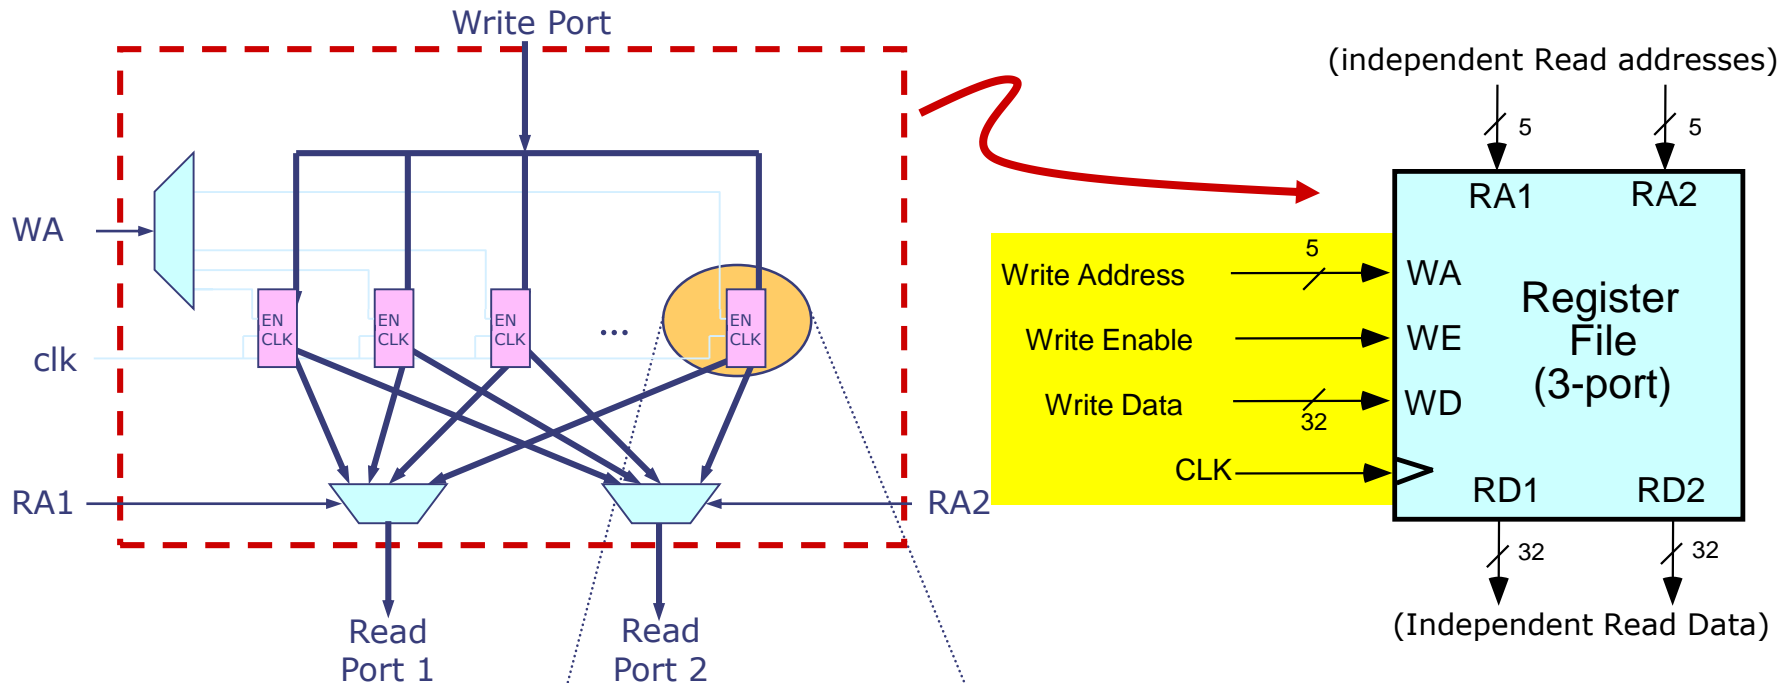 Write Port
WA
clk
EN
CLK
EN
CLK
EN
CLK
...
EN
CLK
RA1
RA2
Read
Port 1
Read
Port 2
(independent Read addresses)
5
5
RA1
RA2
Write Address
5
WA
Write Enable
WE
Write Data
32
WD
CLK
Register
File
(3-port)
RD1
RD2
32
32
(Independent Read Data)